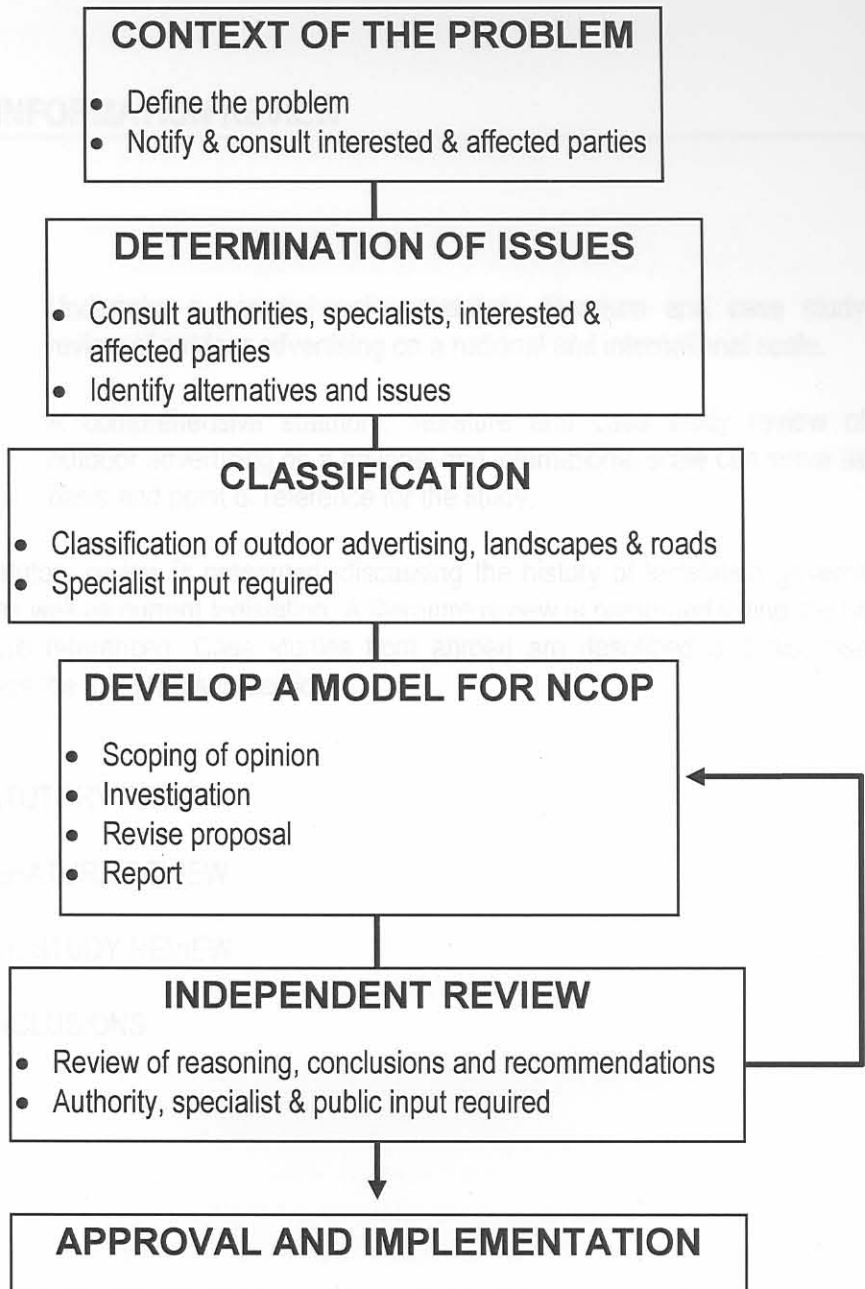 CONTEXT OF THE PROBLEM
• Define the problem
• Notify & consult interested & affected parties
DETERMINATION OF ISSUES
• Consult authorities, specialists, interested &
affected parties
• Identify alternatives and issues
CLASSIFICATION
• Classification of outdoor advertising, landscapes & roads
• Specialist input required
DEVELOP A MODEL FOR NCOP
• Scoping of opinion
• Investigation
• Revise proposal
• Report
INDEPENDENT REVIEW
• Review of reasoning, conclusions and recommendations
• Authority, specialist & public input required
APPROVAL AND IMPLEMENTATION